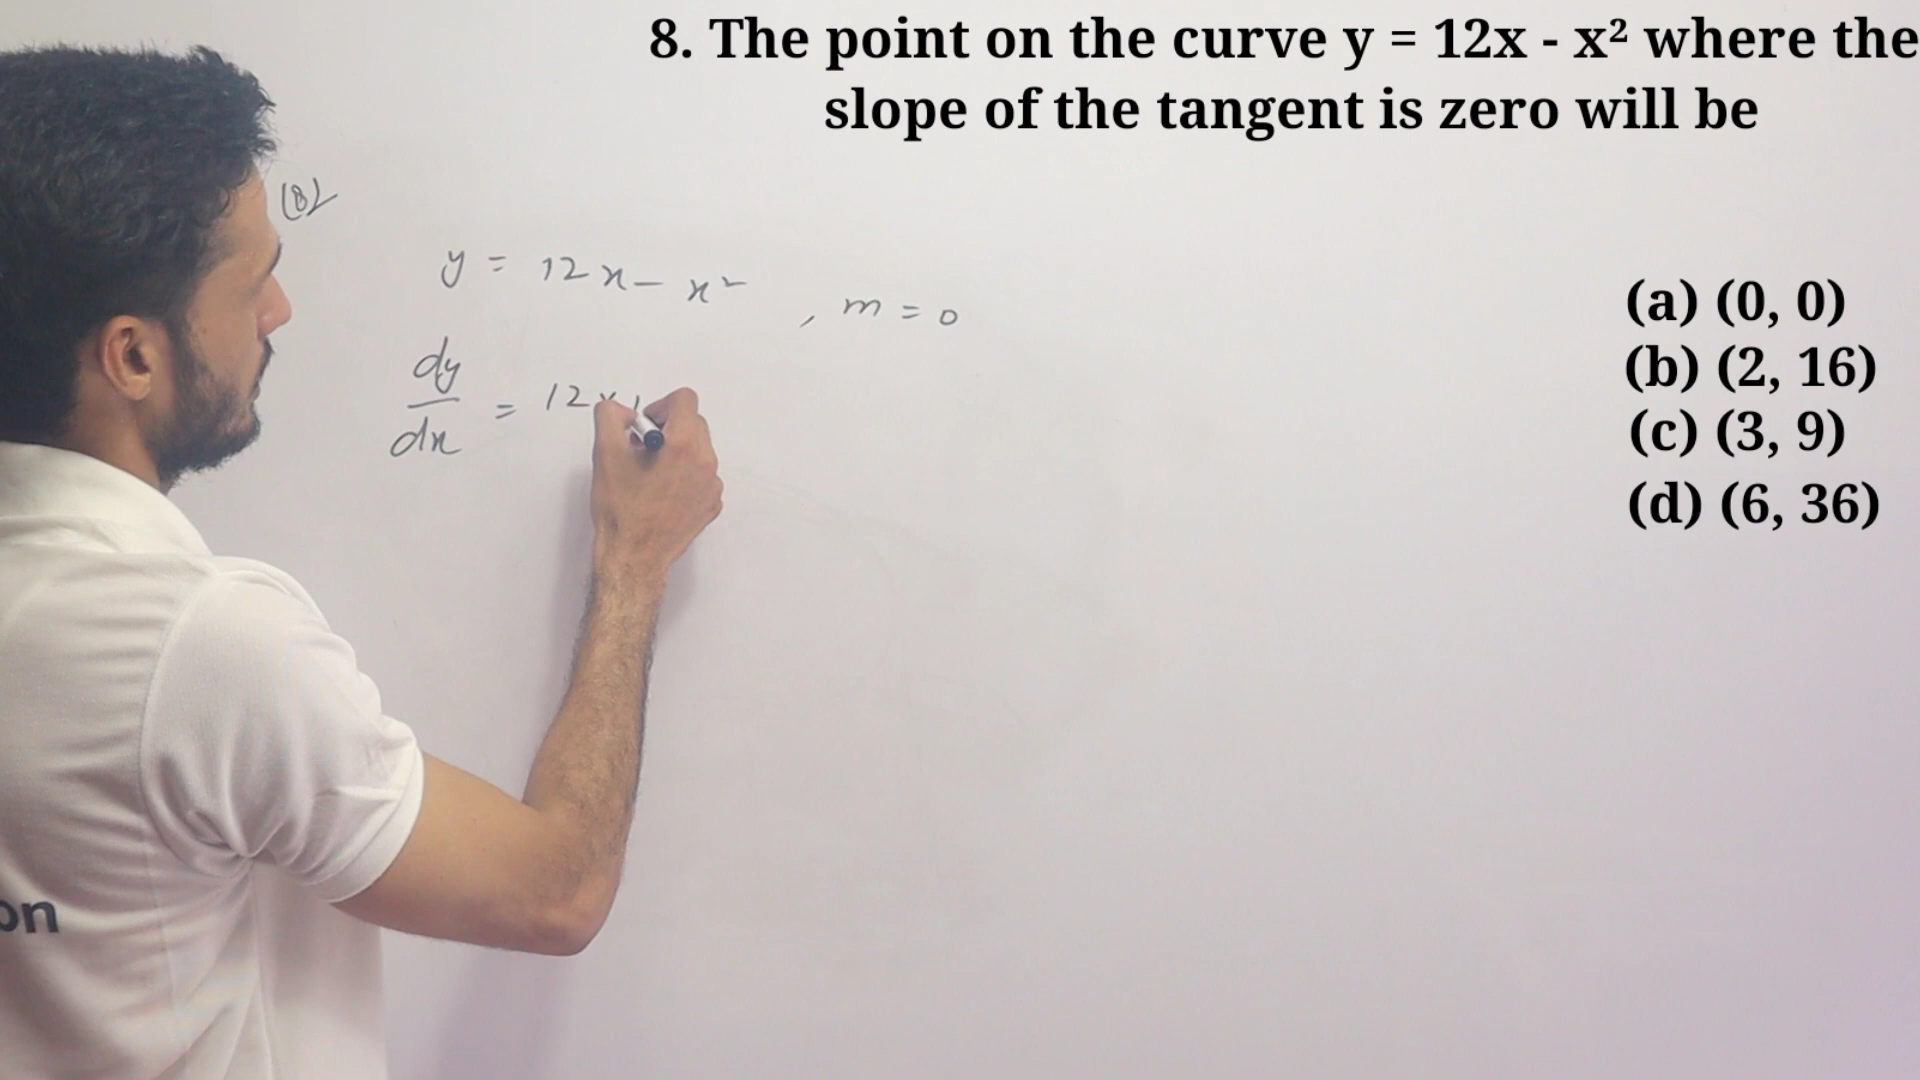 8. The point on the curve y = 12x - x² where the
slope of the tangent is zero will be
(8)
y = 12x - x² , m = 0
dy/dx = 12×1
(a) (0, 0)
(b) (2, 16)
(c) (3, 9)
(d) (6, 36)
on